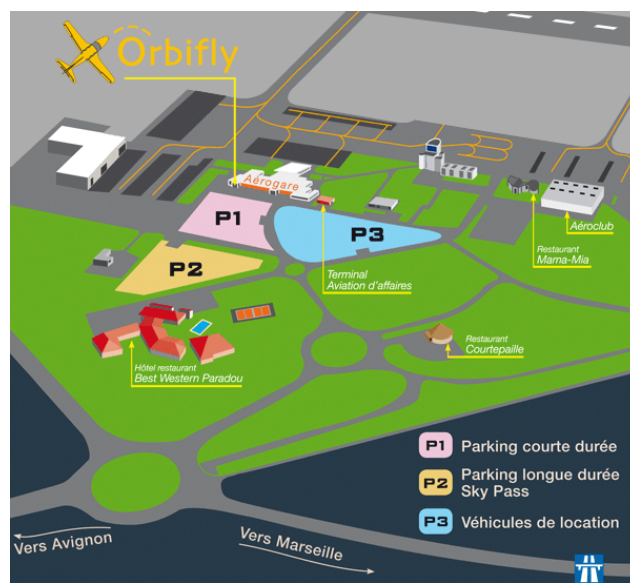 Orbifly
Aérogare
P1
P3
P2
Aéroclub
Restaurant
Mama-Mia
Terminal
Aviation d'affaires
Restaurant
Courtepaille
Hôtel restaurant
Best Western Paradou
P1 Parking courte durée
P2 Parking longue durée
Sky Pass
P3 Véhicules de location
Vers Avignon
Vers Marseille